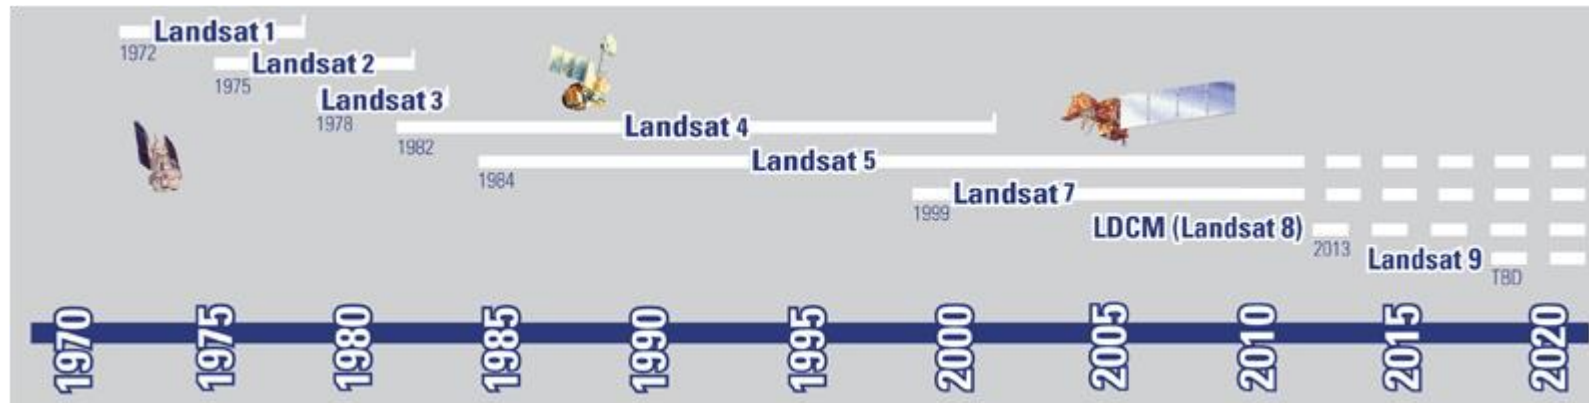 Landsat 1
1972
Landsat 2
1975
Landsat 3
1978
Landsat 4
1982
Landsat 5
1984
Landsat 7
1999
LDCM (Landsat 8)
2013
Landsat 9
TBD
1970 1975 1980 1985 1990 1995 2000 2005 2010 2015 2020